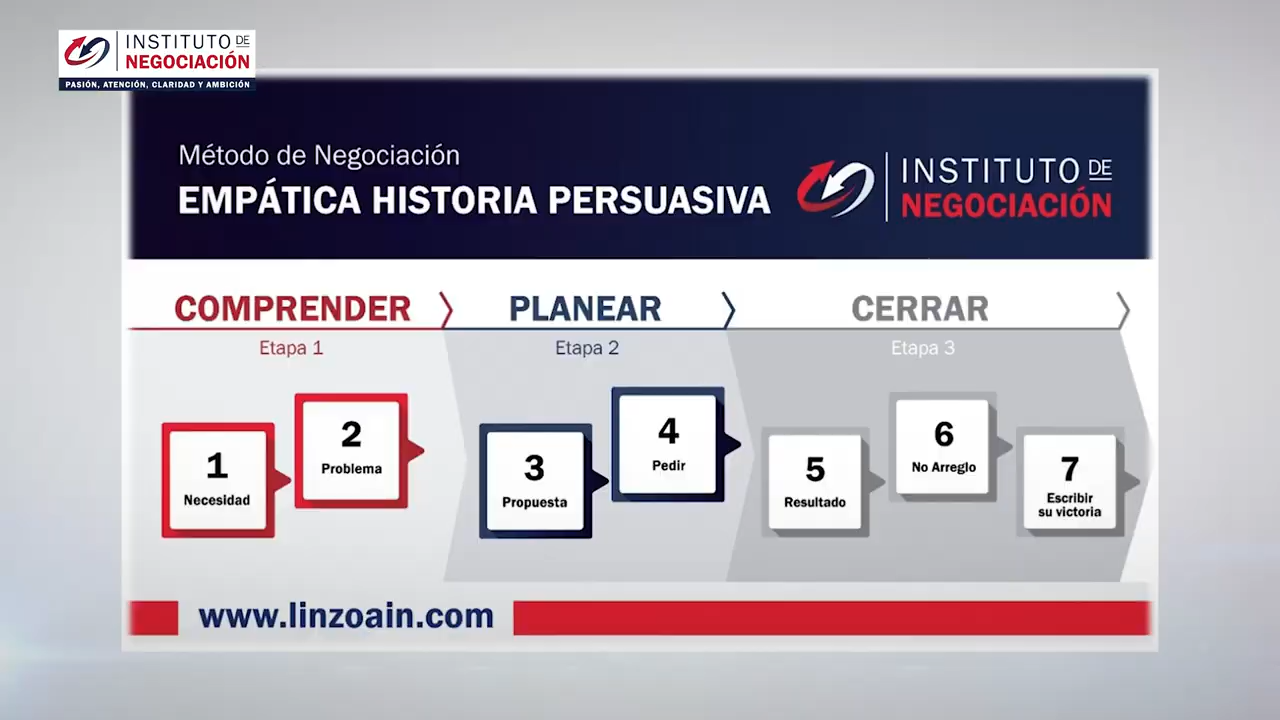 INSTITUTO DE
NEGOCIACIÓN
PASIÓN, ATENCIÓN, CLARIDAD Y AMBICIÓN
Método de Negociación
EMPÁTICA HISTORIA PERSUASIVA
INSTITUTO DE
NEGOCIACIÓN
COMPRENDER
Etapa 1
PLANEAR
Etapa 2
CERRAR
Etapa 3
1
Necesidad
2
Problema
3
Propuesta
4
Pedir
5
Resultado
6
No Arreglo
7
Escribir
su victoria
www.linzoain.com